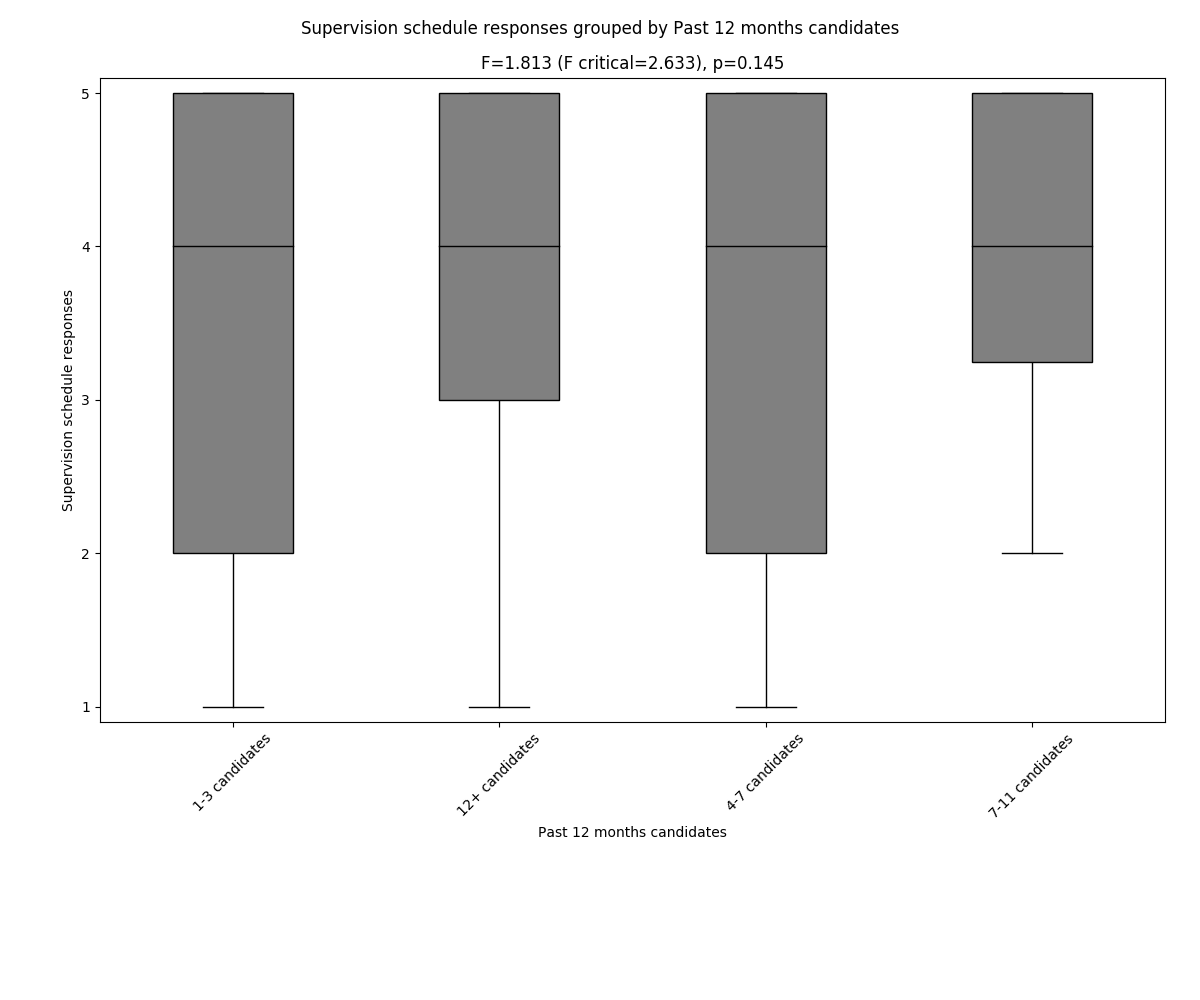 Supervision schedule responses grouped by Past 12 months candidates
F=1.813 (F critical=2.633), p=0.145
5
4
3
2
1
Supervision schedule responses
1-3 candidates
12+ candidates
4-7 candidates
7-11 candidates
Past 12 months candidates